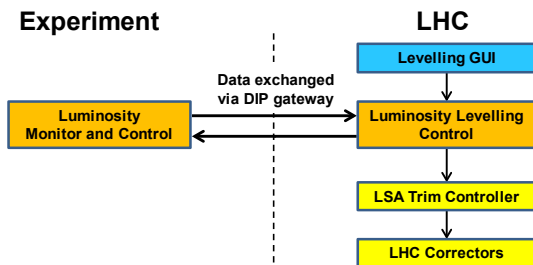 Experiment
LHC
Levelling GUI
Data exchanged
via DIP gateway
Luminosity
Monitor and Control
Luminosity Levelling
Control
LSA Trim Controller
LHC Correctors